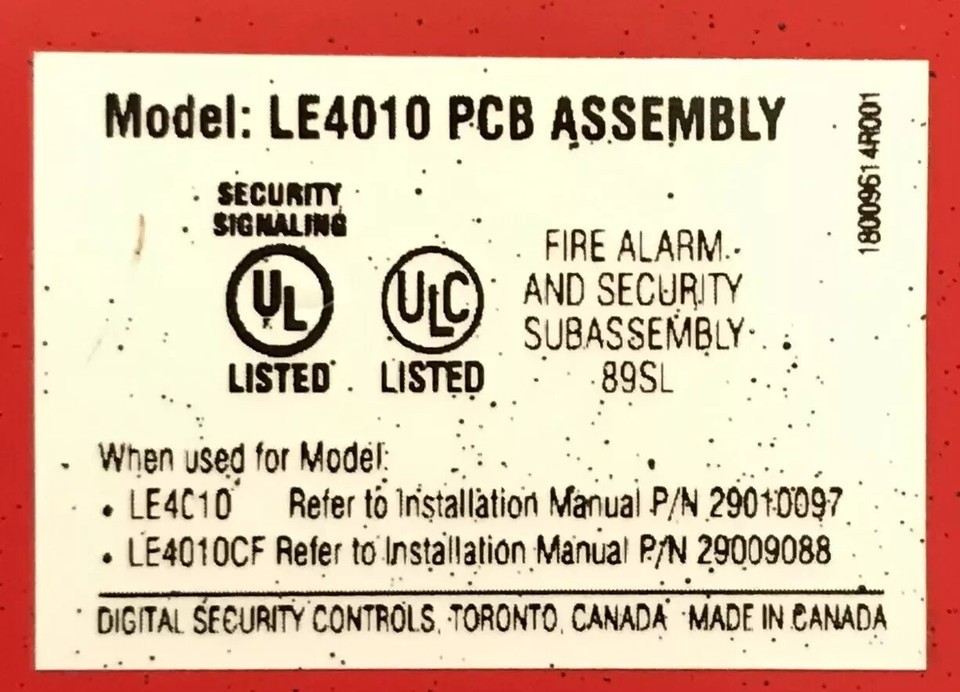 Model: LE4010 PCB ASSEMBLY
18009614R001
SECURITY
SIGNALING
UL
LISTED
ULC
LISTED
FIRE ALARM
AND SECURITY
SUBASSEMBLY
89SL
When used for Model:
• LE4010 Refer to Installation Manual P/N 29010097
• LE4010CF Refer to Installation Manual P/N 29009088
DIGITAL SECURITY CONTROLS, TORONTO, CANADA MADE IN CANADA